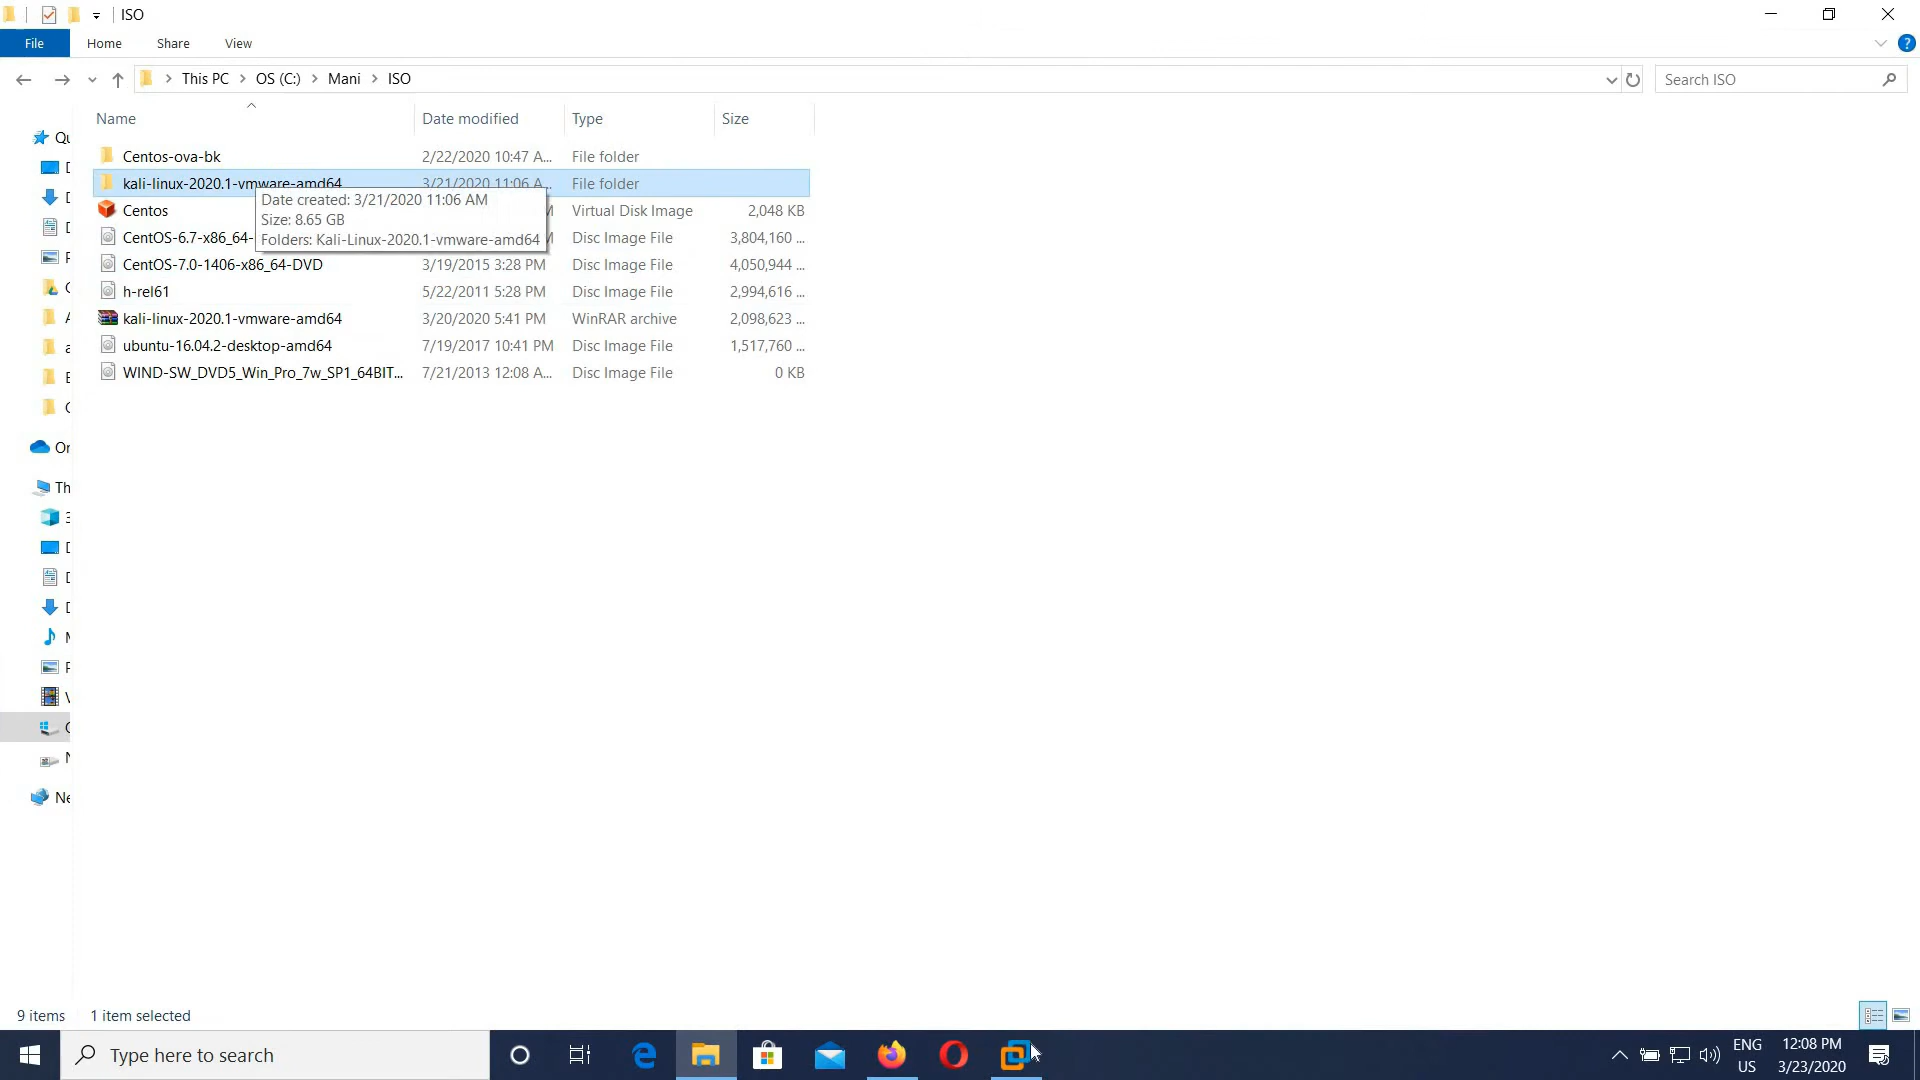 ISO
File Home Share View
This PC OS (C:) Mani ISO
Search ISO
Name Date modified Type Size
Centos-ova-bk 2/22/2020 10:47 A... File folder
kali-linux-2020.1-vmware-amd64 3/21/2020 11:06 A... File folder
Date created: 3/21/2020 11:06 AM
Size: 8.65 GB
Folders: Kali-Linux-2020.1-vmware-amd64
Centos Virtual Disk Image 2,048 KB
CentOS-6.7-x86_64- Disc Image File 3,804,160 ...
CentOS-7.0-1406-x86_64-DVD 3/19/2015 3:28 PM Disc Image File 4,050,944 ...
h-rel61 5/22/2011 5:28 PM Disc Image File 2,994,616 ...
kali-linux-2020.1-vmware-amd64 3/20/2020 5:41 PM WinRAR archive 2,098,623 ...
ubuntu-16.04.2-desktop-amd64 7/19/2017 10:41 PM Disc Image File 1,517,760 ...
WIND-SW_DVD5_Win_Pro_7w_SP1_64BIT... 7/21/2013 12:08 A... Disc Image File 0 KB
Qu
Or
Th
Ne
9 items 1 item selected
Type here to search
ENG
US
12:08 PM
3/23/2020